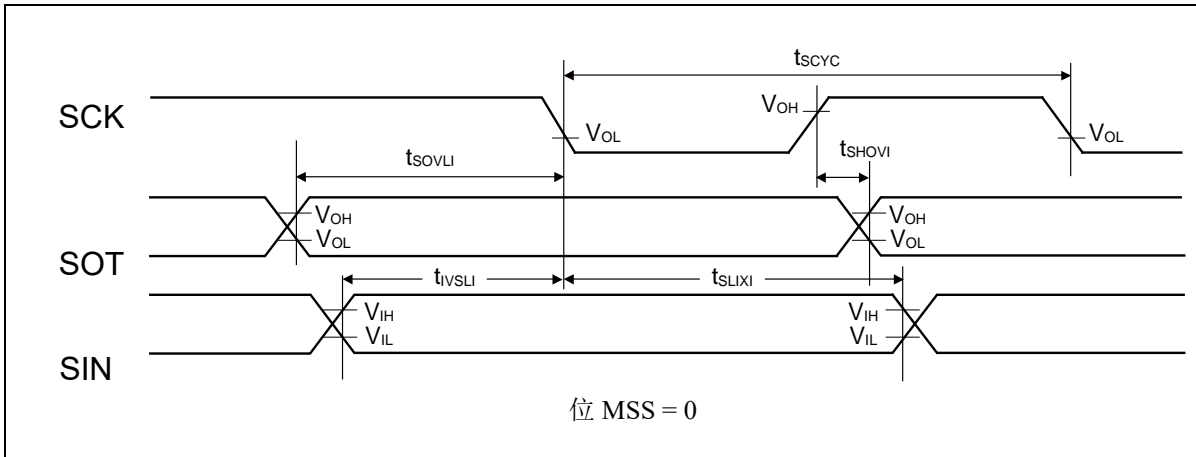 tSCYC
SCK
VOH
VOL
VOL
tSHOVI
tSOVLI
VOH
VOL
VOH
VOL
SOT
tIVSLI
tSLIXI
VIH
VIL
VIH
VIL
SIN
位 MSS = 0